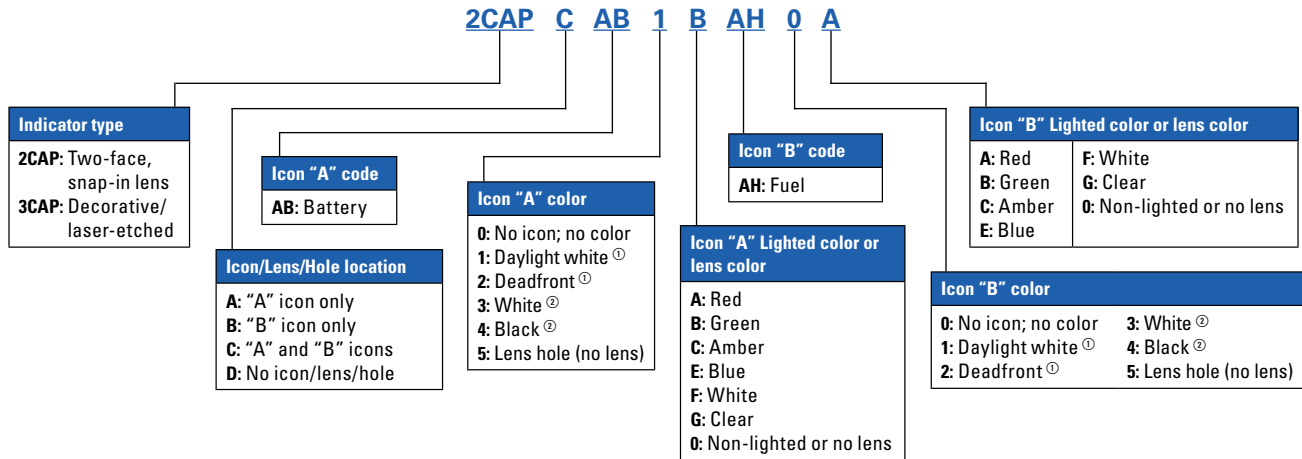 2CAP C AB 1 B AH 0 A
Indicator type
2CAP: Two-face,
snap-in lens
3CAP: Decorative/
laser-etched
Icon/Lens/Hole location
A: “A” icon only
B: “B” icon only
C: “A” and “B” icons
D: No icon/lens/hole
Icon “A” code
AB: Battery
Icon “A” color
0: No icon; no color
1: Daylight white ①
2: Deadfront ①
3: White ②
4: Black ②
5: Lens hole (no lens)
Icon “A” Lighted color or
lens color
A: Red
B: Green
C: Amber
E: Blue
F: White
G: Clear
0: Non-lighted or no lens
Icon “B” code
AH: Fuel
Icon “B” color
0: No icon; no color
1: Daylight white ①
2: Deadfront ①
3: White ②
4: Black ②
5: Lens hole (no lens)
Icon “B” Lighted color or lens color
A: Red
B: Green
C: Amber
E: Blue
F: White
G: Clear
0: Non-lighted or no lens